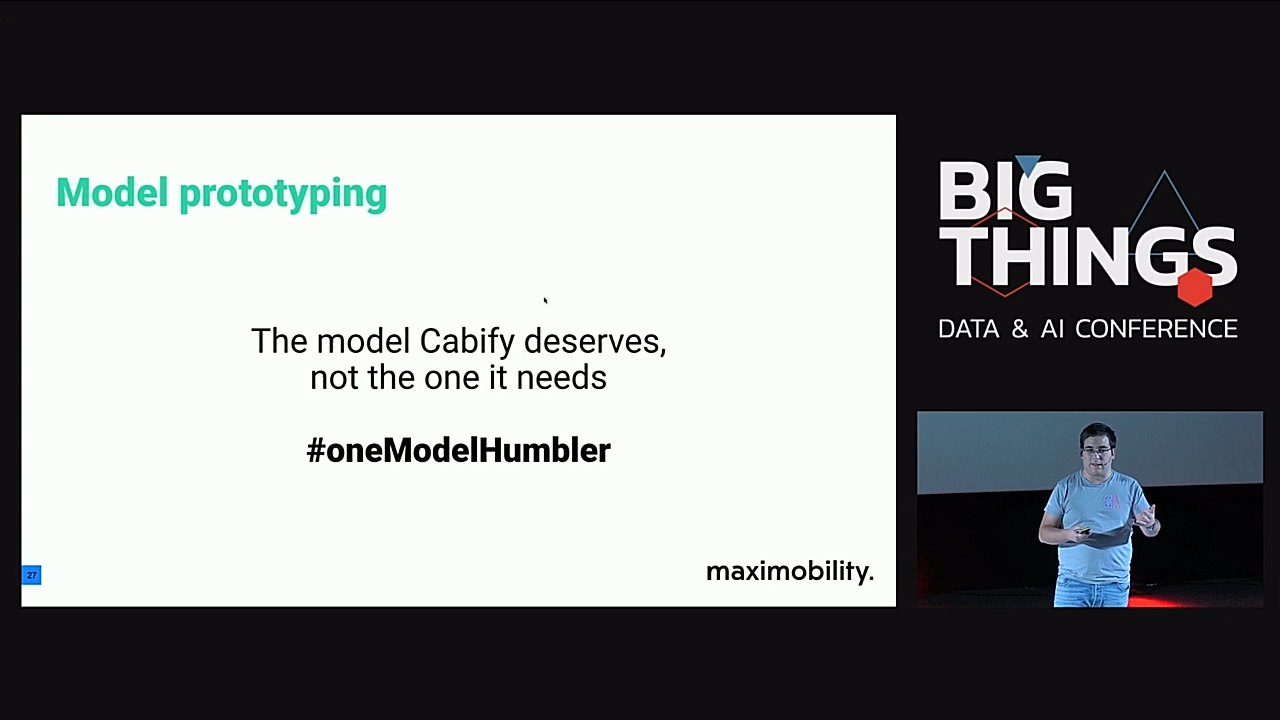 Model prototyping
The model Cabify deserves,
not the one it needs
#oneModelHumbler
27
maximobility.
BIG
THINGS
DATA & AI CONFERENCE